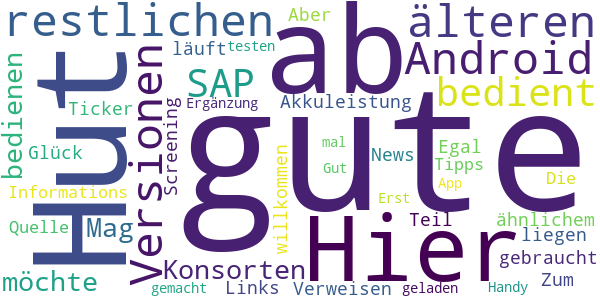 restlichen
Aber
älteren
läuft
testen
ab
Android
Hut
bedienen
Versionen
SAP
gute
bedient
Ticker
Screening
Ergänzung
Akkuleistung
Glück
willkommen
mal
News
Egal
Gut
Tipps
Informations
Erst
App
Die
Quelle
Mag
Hier
Teil
ähnlichem
liegen
Konsorten
gebraucht
möchte
gemacht
Links
Verweisen
geladen
Handy
Zum